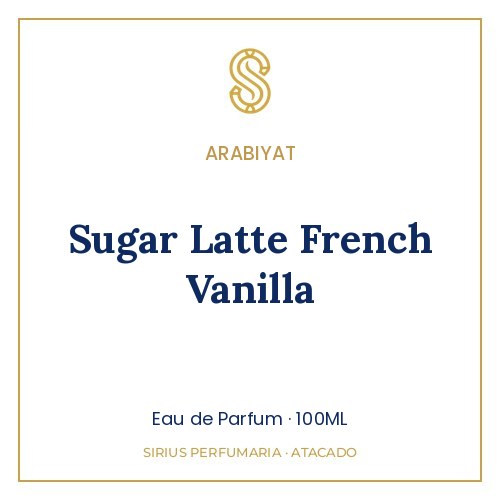 ARABIYAT
Sugar Latte French
Vanilla
Eau de Parfum · 100ML
SIRIUS PERFUMARIA · ATACADO